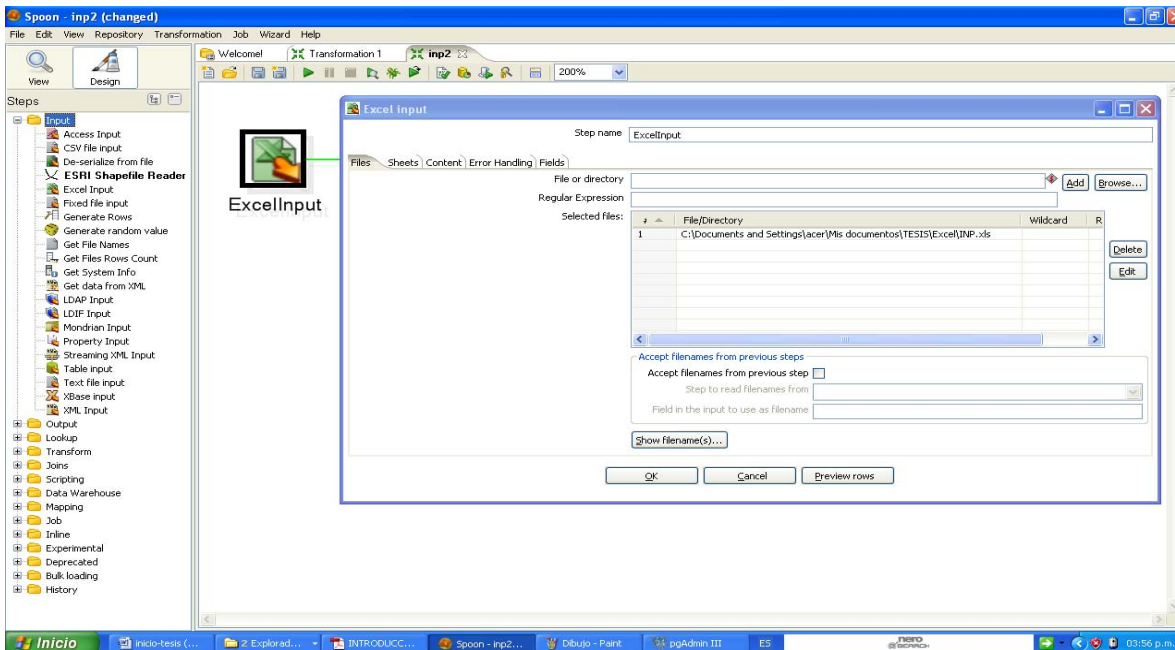 Spoon - inp2 (changed)
File Edit View Repository Transformation Job Wizard Help
Welcome! Transformation 1 inp2
View Design
200%
Steps
Input
Access Input
CSV file input
De-serialize from file
ESRI Shapefile Reader
Excel Input
Fixed file input
Generate Rows
Generate random value
Get File Names
Get Files Rows Count
Get System Info
Get data from XML
LDAP Input
LDIF Input
Mondrian Input
Property Input
Streaming XML Input
Table input
Text file input
XBase input
XML Input
Output
Lookup
Transform
Joins
Scripting
Data Warehouse
Mapping
Job
Inline
Experimental
Deprecated
Bulk loading
History
ExcelInput
Excel input
Step name ExcelInput
Files Sheets Content Error Handling Fields
File or directory Add Browse...
Regular Expression
Selected files:
File/Directory Wildcard R
1 C:\Documents and Settings\acer\Mis documentos\TESIS\Excel\INP.xls
Delete
Edit
Accept filenames from previous steps
Accept filenames from previous step
Step to read filenames from
Field in the input to use as filename
Show filename(s)...
OK Cancel Preview rows
Inicio inicio-tesis (... 2 Explorad... INTRODUCC... Spoon - inp2... Dibujo - Paint pgAdmin III ES nero SEARCH 03:56 p.m.